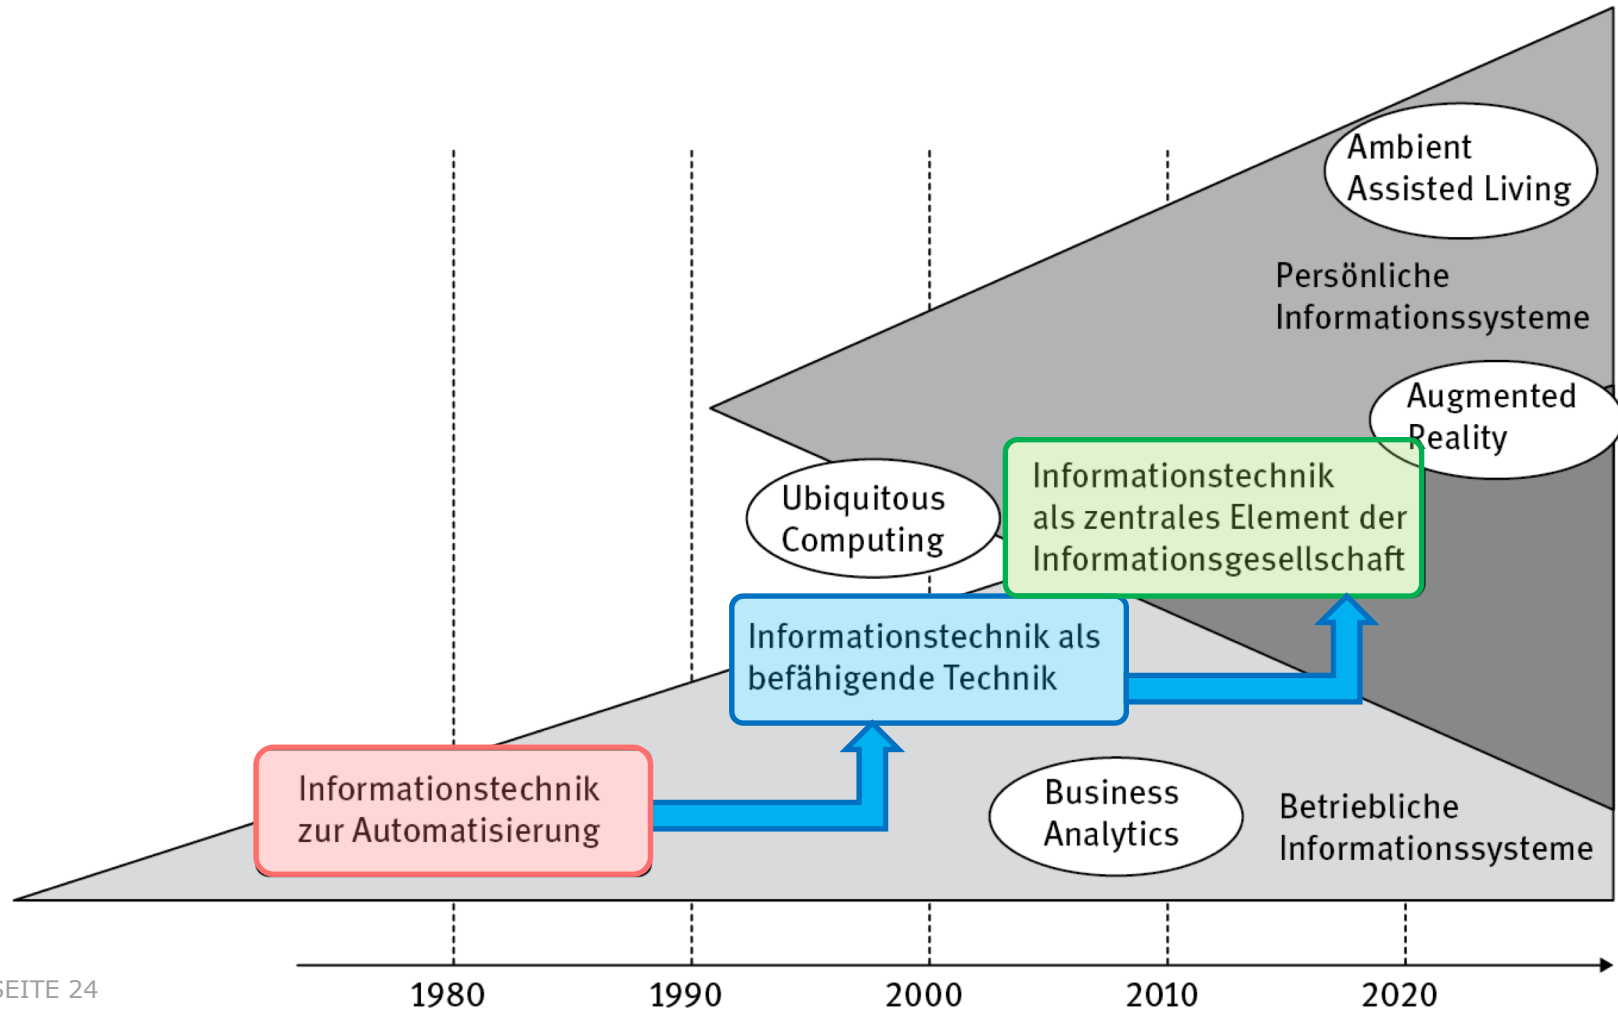 Ambient
Assisted Living
Persönliche
Informationssysteme
Augmented
Reality
Informationstechnik
als zentrales Element der
Informationsgesellschaft
Ubiquitous
Computing
Informationstechnik als
befähigende Technik
Informationstechnik
zur Automatisierung
Business
Analytics
Betriebliche
Informationssysteme
SEITE 24
1980
1990
2000
2010
2020